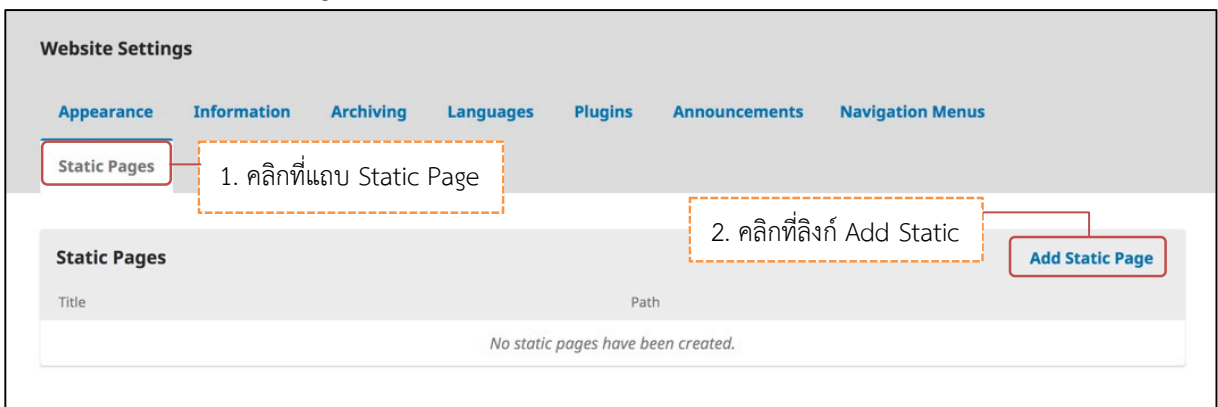 Website Settings
Appearance Information Archiving Languages Plugins Announcements Navigation Menus
Static Pages
1. คลิกที่แถบ Static Page
2. คลิกที่ลิงก์ Add Static
Static Pages
Add Static Page
Title Path
No static pages have been created.